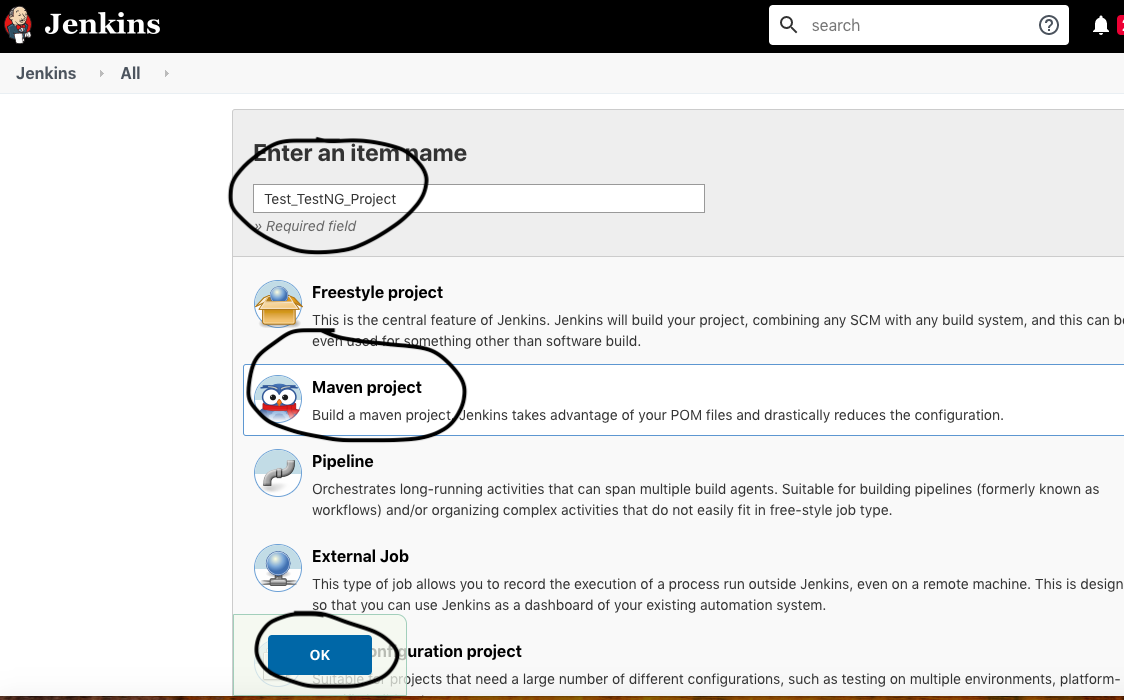 Jenkins
search
Jenkins All
Enter an item name
Test_TestNG_Project
» Required field
Freestyle project
This is the central feature of Jenkins. Jenkins will build your project, combining any SCM with any build system, and this can be
even used for something other than software build.
Maven project
Build a maven project. Jenkins takes advantage of your POM files and drastically reduces the configuration.
Pipeline
Orchestrates long-running activities that can span multiple build agents. Suitable for building pipelines (formerly known as
workflows) and/or organizing complex activities that do not easily fit in free-style job type.
External Job
This type of job allows you to record the execution of a process run outside Jenkins, even on a remote machine. This is design
so that you can use Jenkins as a dashboard of your existing automation system.
OK
onfiguration project
Suitable for projects that need a large number of different configurations, such as testing on multiple environments, platform-